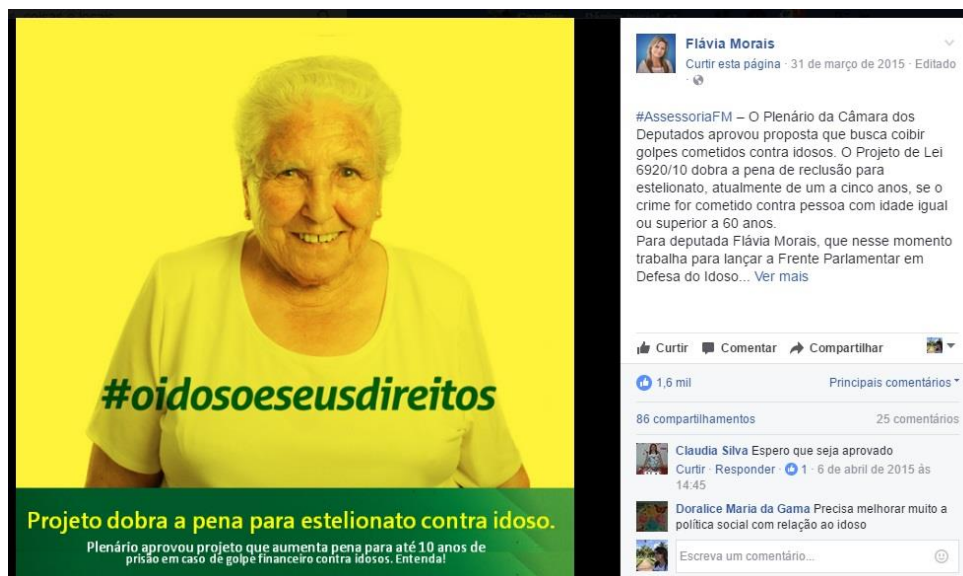 #oidosoeseusdireitos
Projeto dobra a pena para estelionato contra idoso.
Plenário aprovou projeto que aumenta pena para até 10 anos de
prisão em caso de golpe financeiro contra idosos. Entenda!
Flávia Morais
Curtir esta página · 31 de março de 2015 · Editado
·
#AssessoriaFM – O Plenário da Câmara dos
Deputados aprovou proposta que busca coibir
golpes cometidos contra idosos. O Projeto de Lei
6920/10 dobra a pena de reclusão para
estelionato, atualmente de um a cinco anos, se o
crime for cometido contra pessoa com idade igual
ou superior a 60 anos.
Para deputada Flávia Morais, que nesse momento
trabalha para lançar a Frente Parlamentar em
Defesa do Idoso... Ver mais
Curtir Comentar Compartilhar
1,6 mil Principais comentários
86 compartilhamentos 25 comentários
Claudia Silva Espero que seja aprovado
Curtir · Responder · 1 · 6 de abril de 2015 às
14:45
Doralice Maria da Gama Precisa melhorar muito a
política social com relação ao idoso
Escreva um comentário...